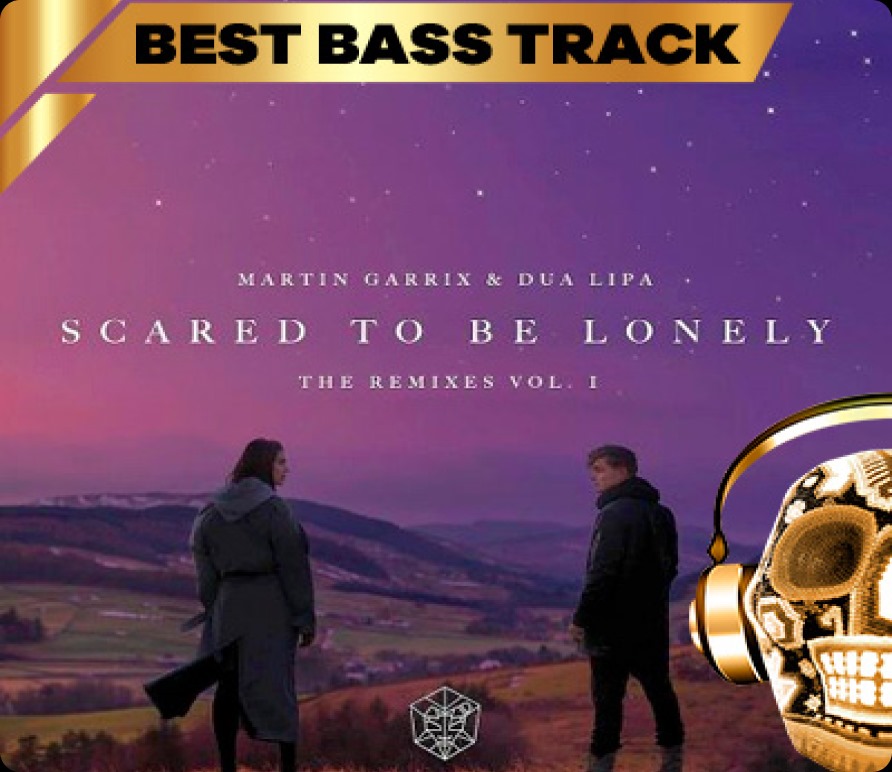 BEST BASS TRACK
MARTIN GARRIX & DUA LIPA
SCARED TO BE LONELY
THE REMIXES VOL. I